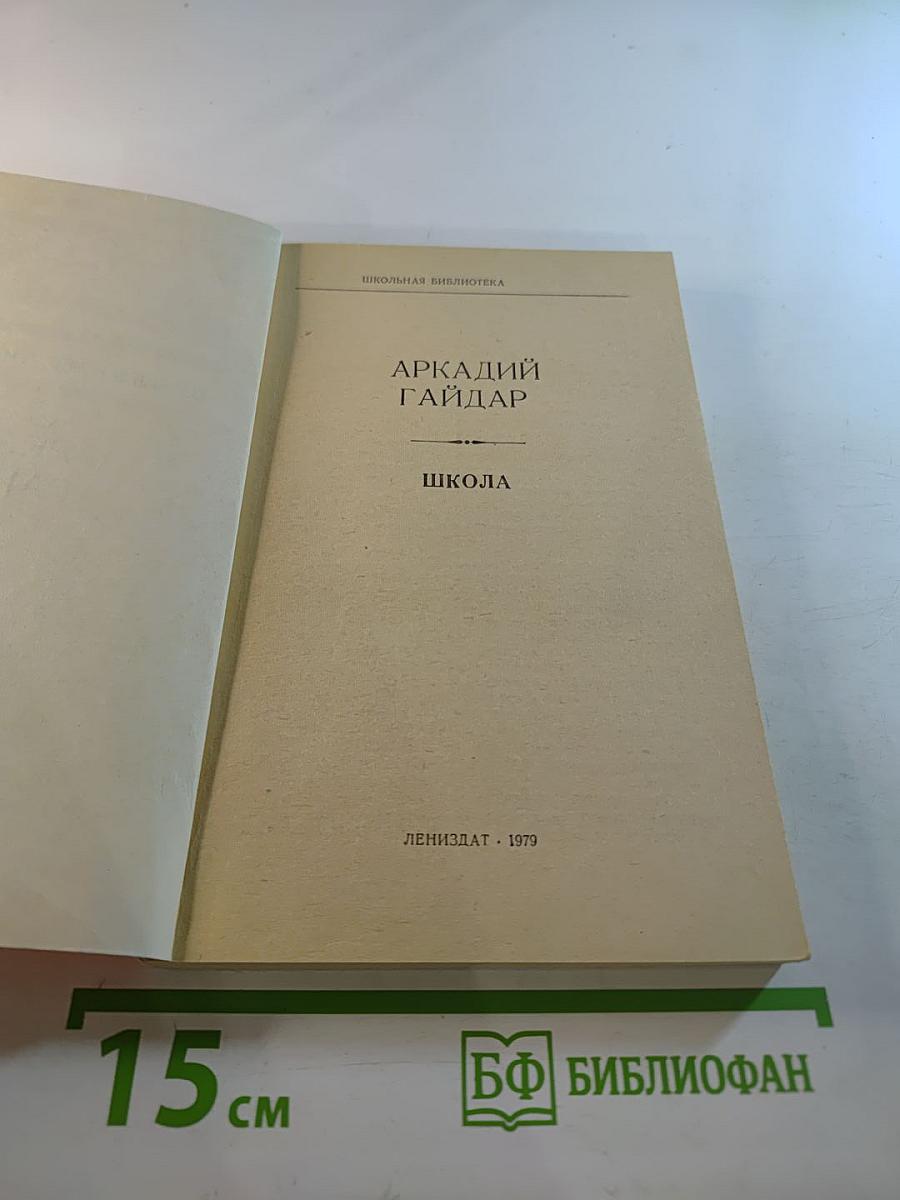 ШКОЛЬНАЯ БИБЛИОТЕКА
АРКАДИЙ
ГАЙДАР
ШКОЛА
ЛЕНИЗДАТ · 1979
15 см
БФ БИБЛИОФАН